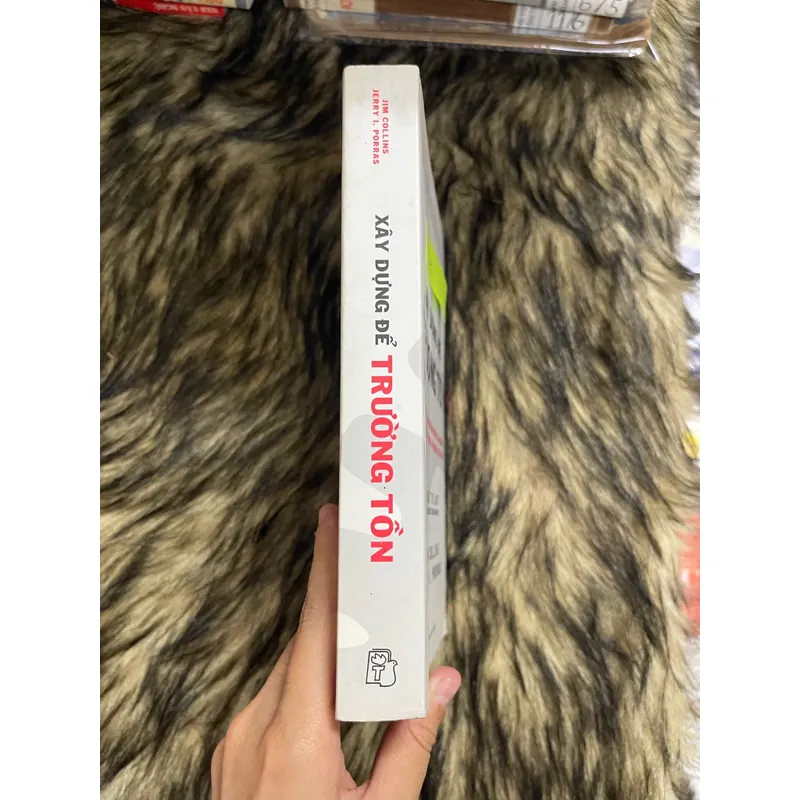 JIM COLLINS
JERRY I. PORRAS
XÂY DỰNG ĐỂ TRƯỜNG TỒN